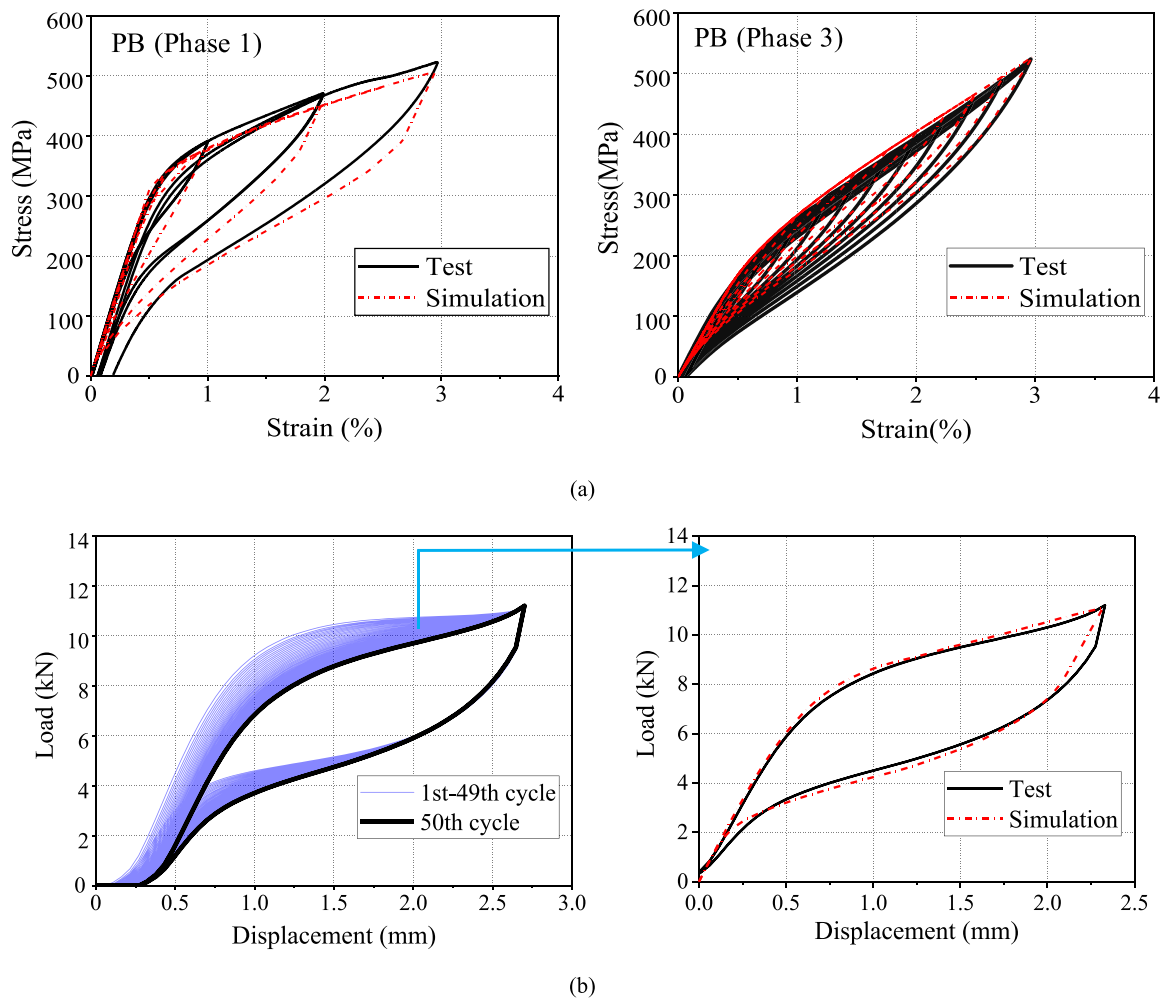 600
500
400
300
200
100
0
Stress (MPa)
PB (Phase 1)
Test
Simulation
0 1 2 3 4
Strain (%)
600
500
400
300
200
100
0
Stress(MPa)
PB (Phase 3)
Test
Simulation
0 1 2 3 4
Strain(%)
(a)
14
12
10
8
6
4
2
0
Load (kN)
1st-49th cycle
50th cycle
0 0.5 1.0 1.5 2.0 2.5 3.0
Displacement (mm)
14
12
10
8
6
4
2
0
Load (kN)
Test
Simulation
0 0.5 1.0 1.5 2.0 2.5
Displacement (mm)
(b)